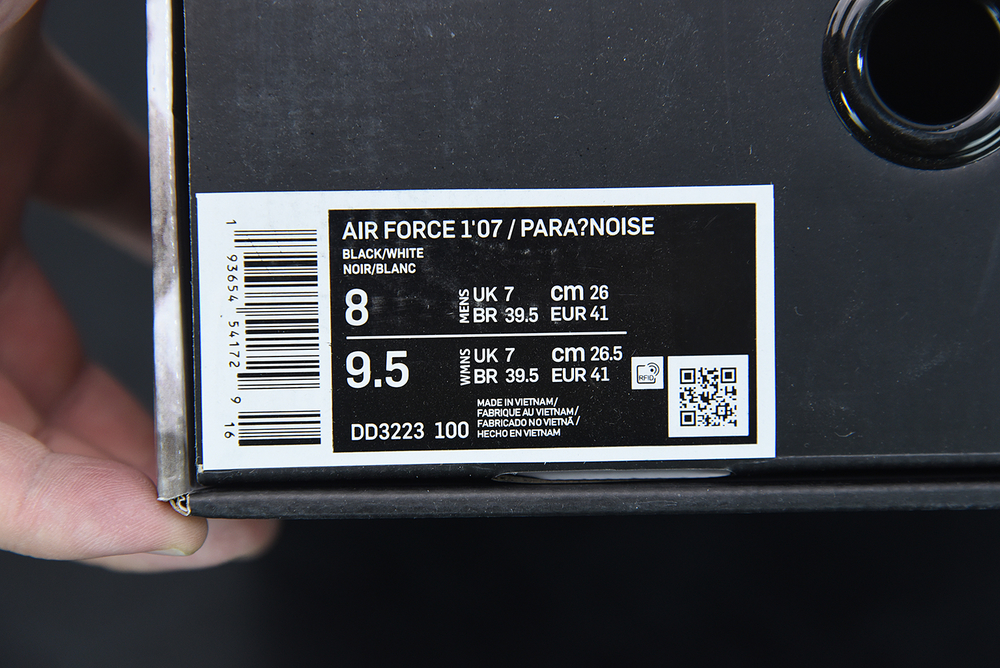 AIR FORCE 1'07 / PARA?NOISE
BLACK/WHITE
NOIR/BLANC
8 MENS UK 7 cm 26
BR 39.5 EUR 41
9.5 WMNS UK 7 cm 26.5
BR 39.5 EUR 41
RFID
DD3223 100
MADE IN VIETNAM/
FABRIQUE AU VIETNAM/
FABRICADO NO VIETNÃ/
HECHO EN VIETNAM
1 93654 54172 9 16